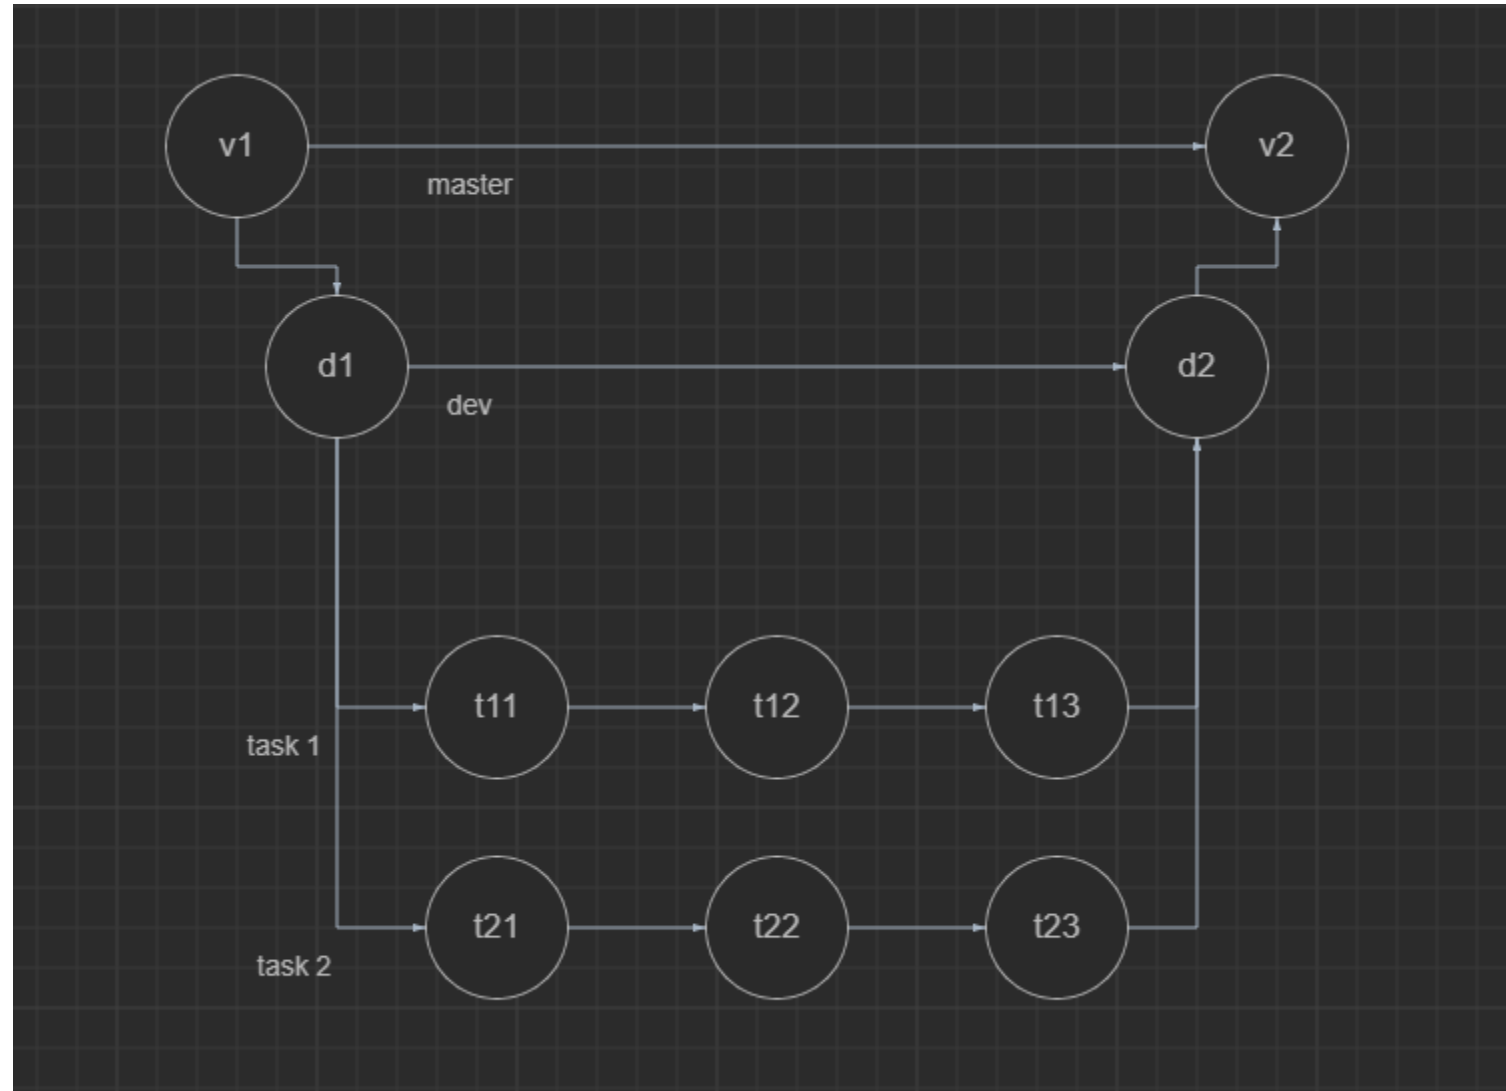 v1
v2
master
d1
d2
dev
t11
t12
t13
task 1
t21
t22
t23
task 2